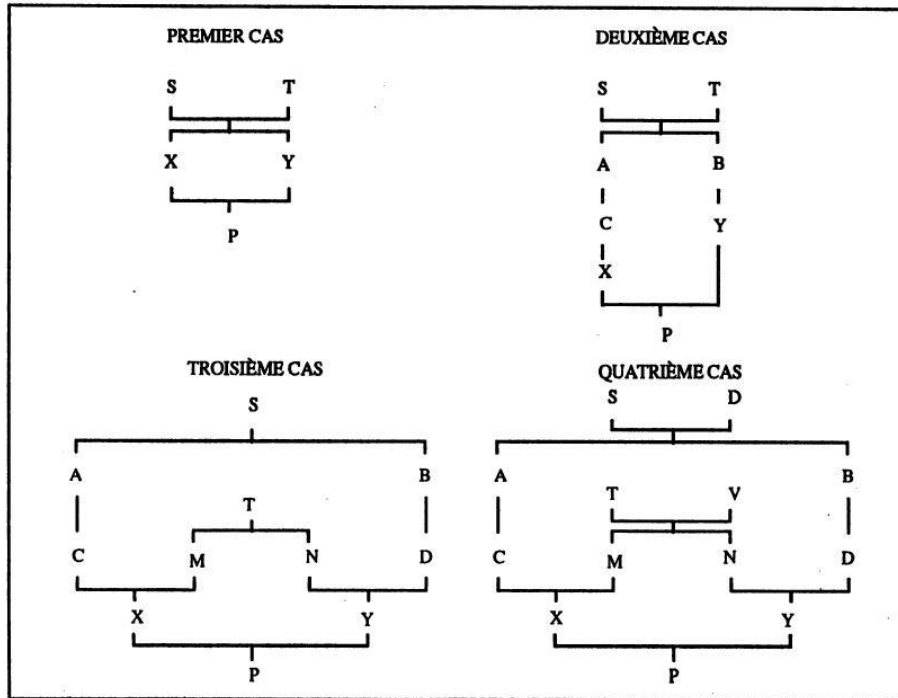 PREMIER CAS
S T
X Y
P
DEUXIÈME CAS
S T
A B
C Y
X
P
TROISIÈME CAS
S
A B
T
C M N D
X Y
P
QUATRIÈME CAS
S D
A B
T V
C M N D
X Y
P